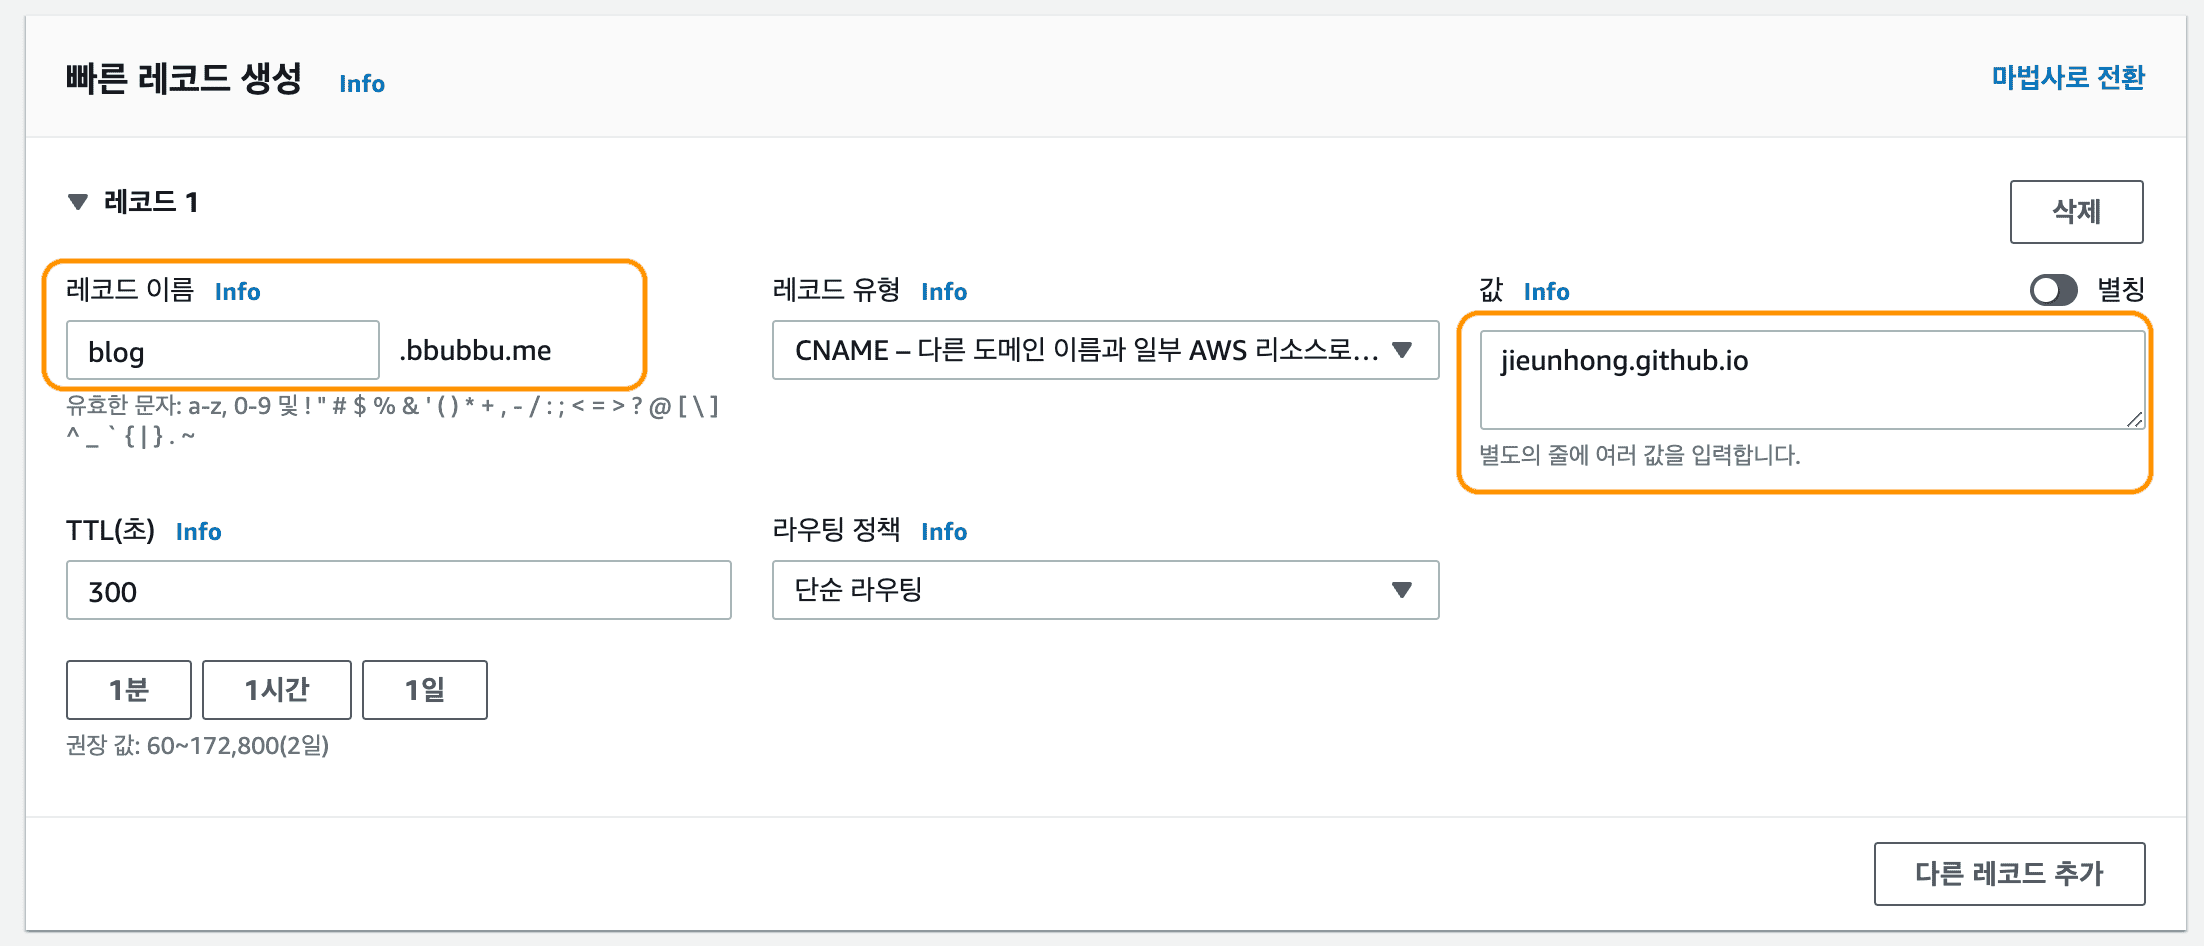 빠른 레코드 생성 Info
마법사로 전환
레코드 1
삭제
레코드 이름 Info
blog .bbubbu.me
유효한 문자: a-z, 0-9 및 ! " # $ % & ' ( ) * + , - / : ; < = > ? @ [ \ ]
^ _ ` { | } . ~
레코드 유형 Info
CNAME – 다른 도메인 이름과 일부 AWS 리소스로...
값 Info 별칭
jieunhong.github.io
별도의 줄에 여러 값을 입력합니다.
TTL(초) Info
300
1분 1시간 1일
권장 값: 60~172,800(2일)
라우팅 정책 Info
단순 라우팅
다른 레코드 추가